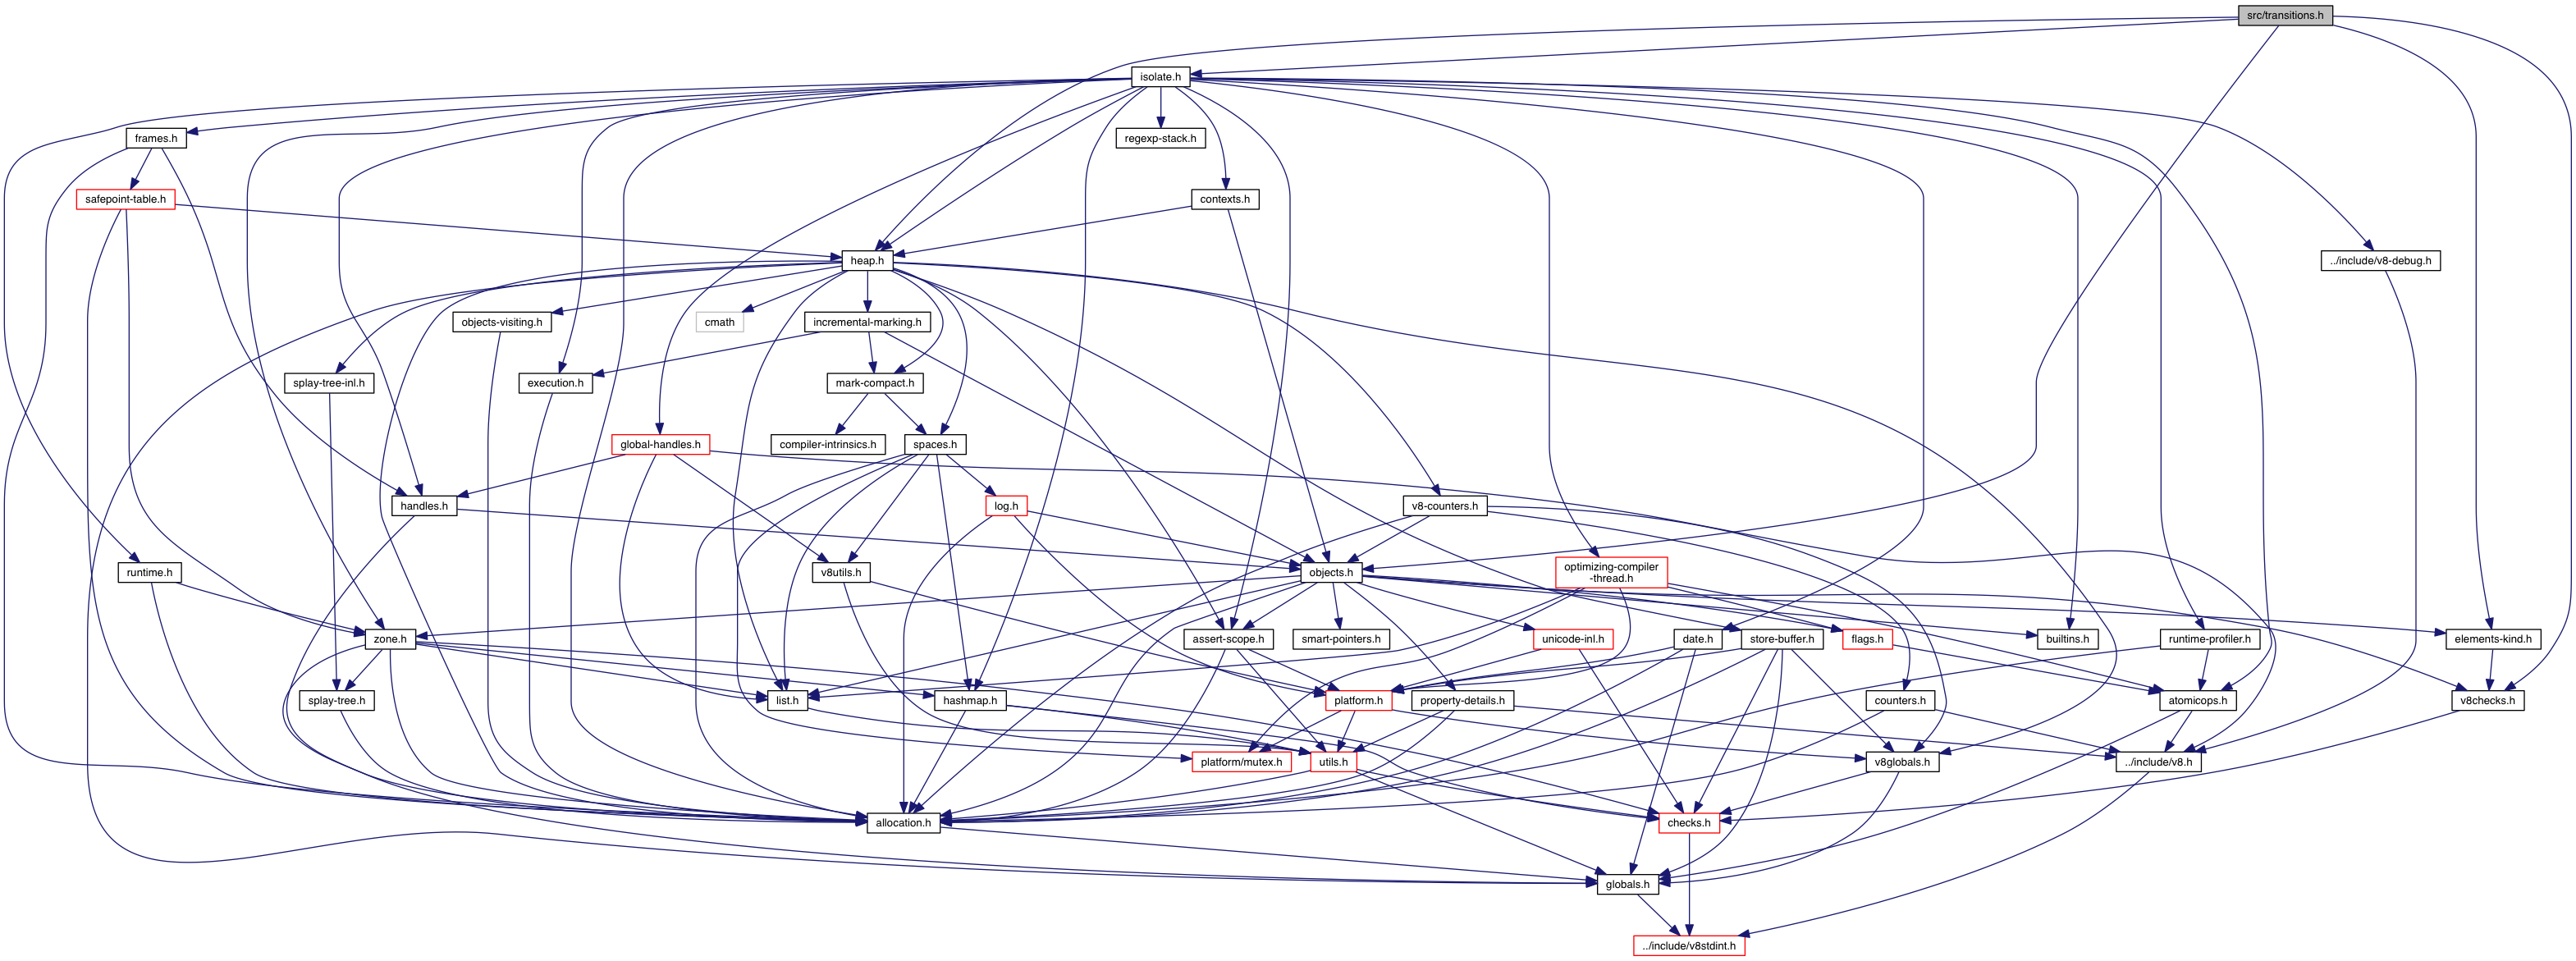 src/transitions.h
isolate.h
frames.h
regexp-stack.h
safepoint-table.h
contexts.h
heap.h
../include/v8-debug.h
objects-visiting.h
cmath
incremental-marking.h
splay-tree-inl.h
execution.h
mark-compact.h
global-handles.h
compiler-intrinsics.h
spaces.h
handles.h
log.h
v8-counters.h
runtime.h
v8utils.h
objects.h
optimizing-compiler
-thread.h
zone.h
assert-scope.h
smart-pointers.h
unicode-inl.h
date.h
store-buffer.h
flags.h
builtins.h
runtime-profiler.h
elements-kind.h
splay-tree.h
list.h
hashmap.h
platform.h
property-details.h
counters.h
atomicops.h
v8checks.h
platform/mutex.h
utils.h
v8globals.h
../include/v8.h
allocation.h
checks.h
globals.h
../include/v8stdint.h